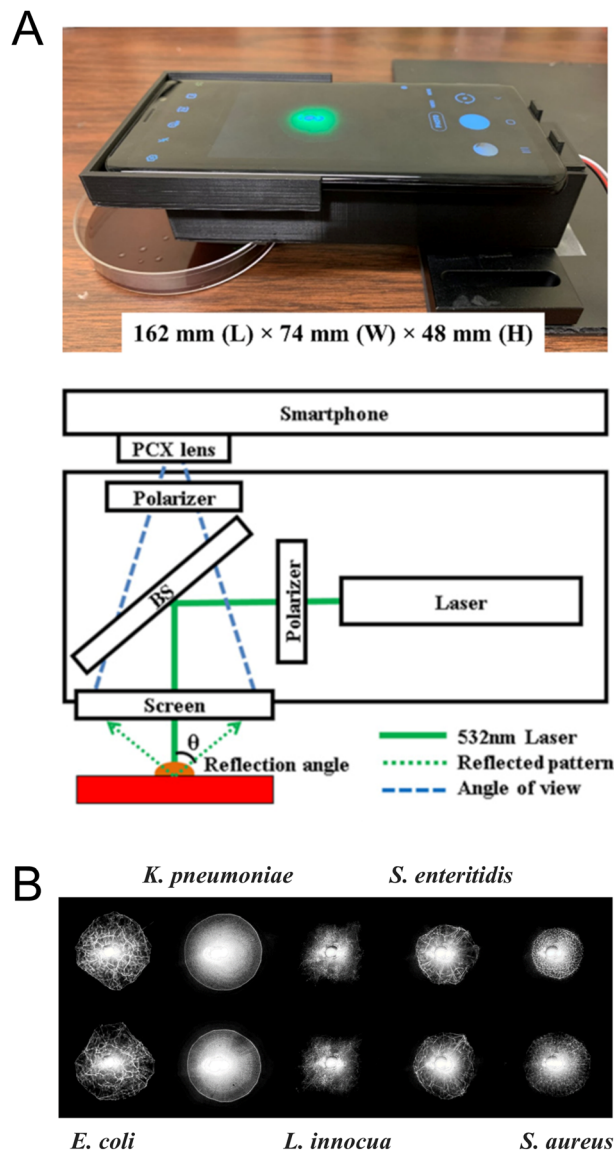 A
162 mm (L) × 74 mm (W) × 48 mm (H)
Smartphone
PCX lens
Polarizer
BS
Polarizer
Laser
Screen
θ
Reflection angle
532nm Laser
Reflected pattern
Angle of view
B
K. pneumoniae
S. enteritidis
E. coli
L. innocua
S. aureus